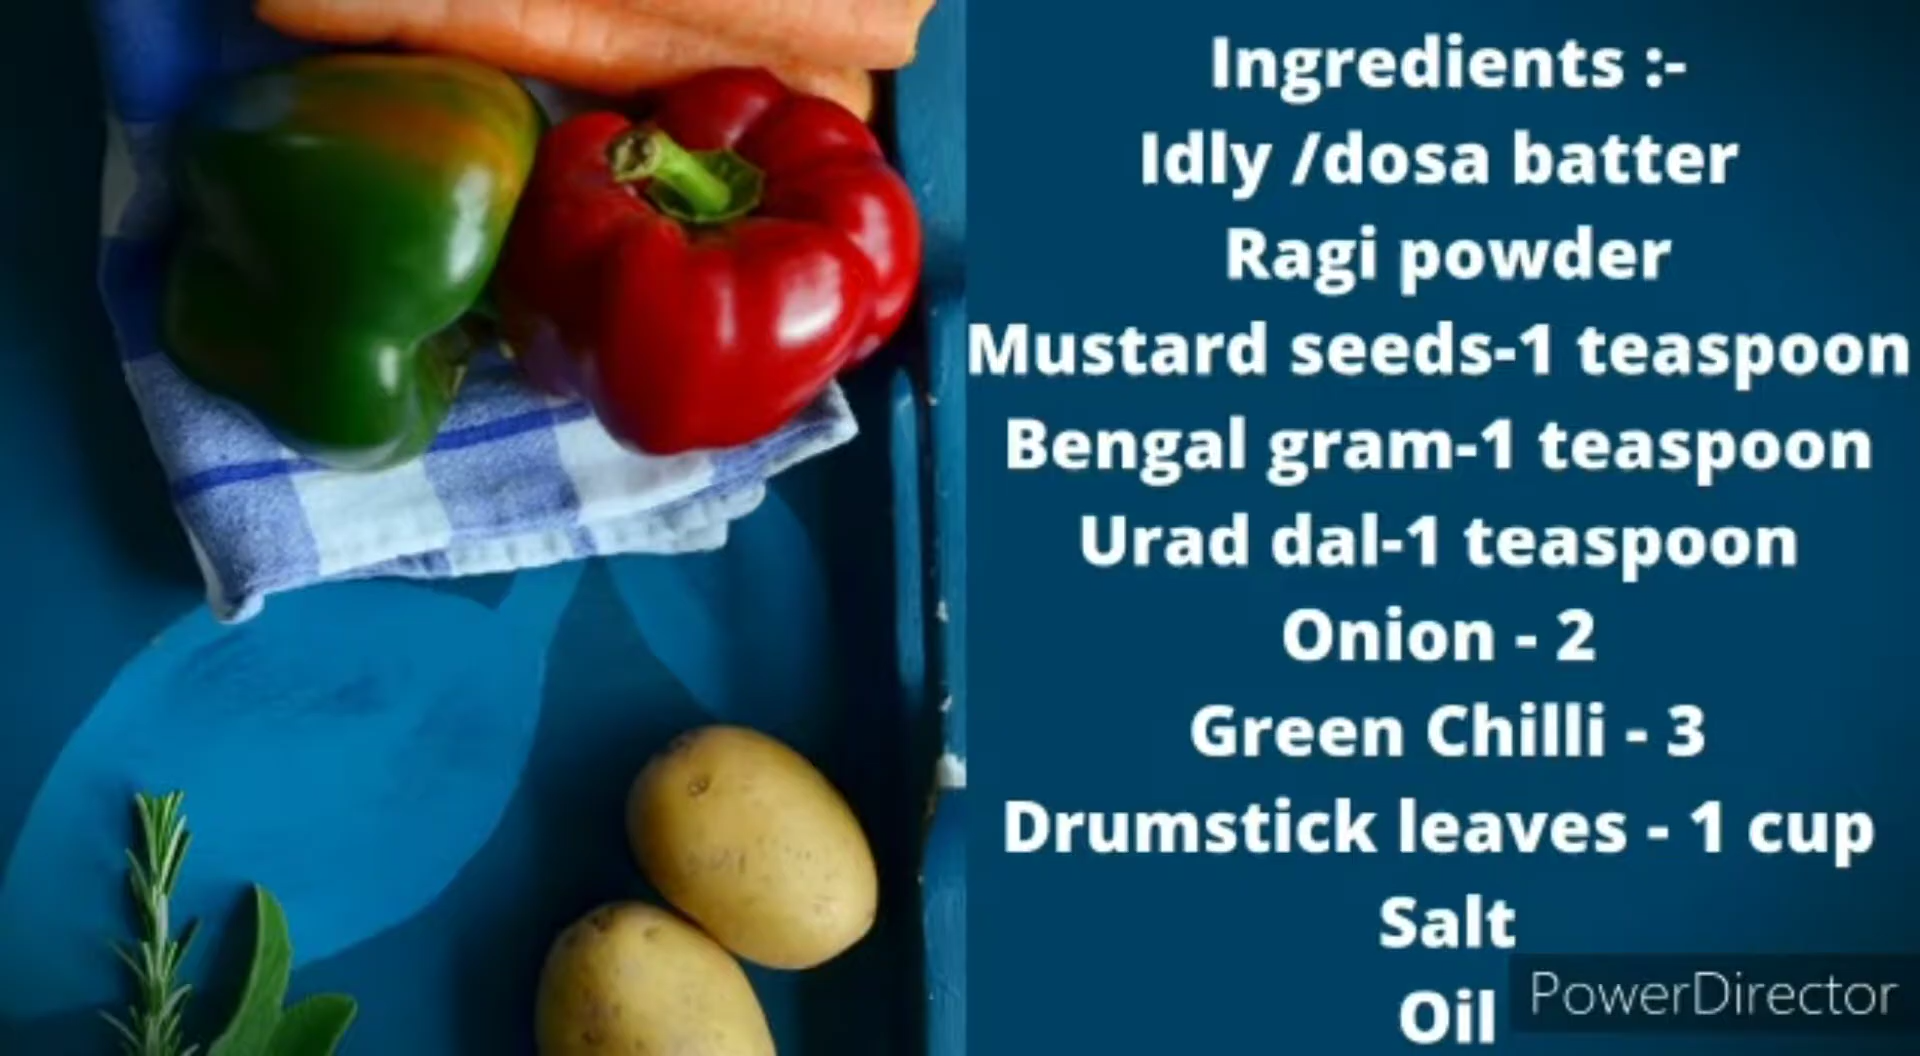 Ingredients :-
Idly /dosa batter
Ragi powder
Mustard seeds-1 teaspoon
Bengal gram-1 teaspoon
Urad dal-1 teaspoon
Onion - 2
Green Chilli - 3
Drumstick leaves - 1 cup
Salt
Oil
PowerDirector